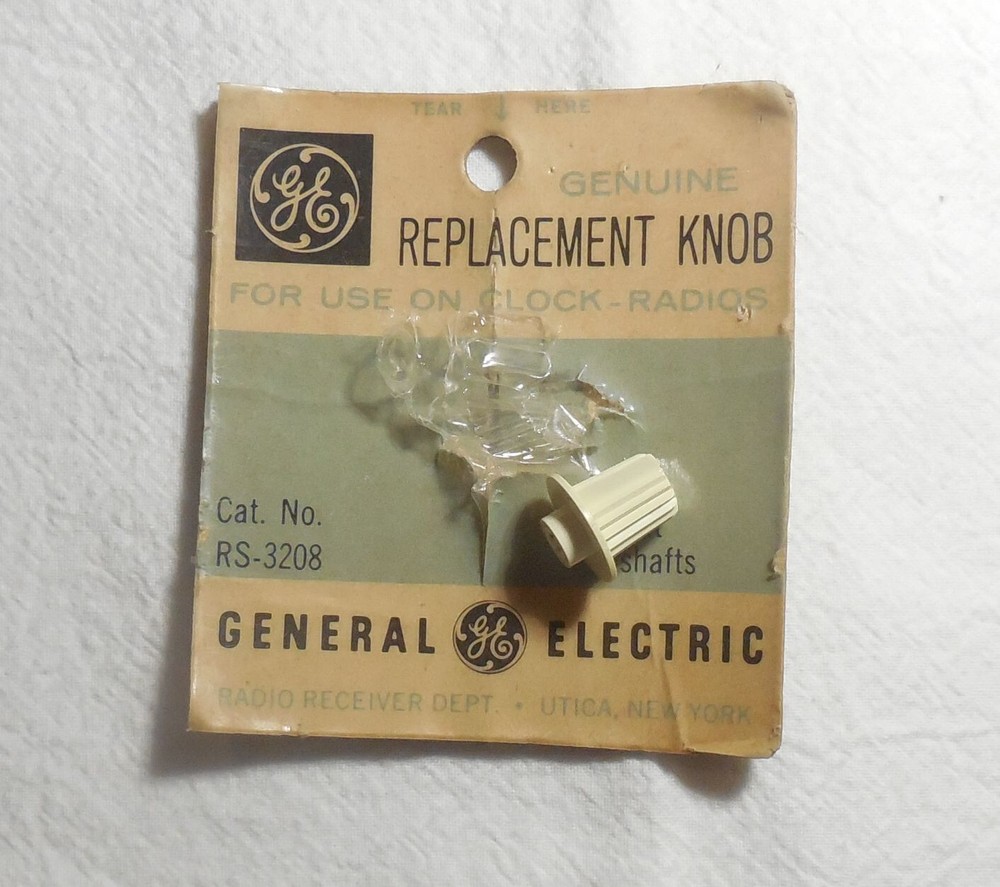 TEAR ↓ HERE
GE
GENUINE
REPLACEMENT KNOB
FOR USE ON CLOCK-RADIOS
Cat. No.
RS-3208
shafts
GENERAL GE ELECTRIC
RADIO RECEIVER DEPT. • UTICA, NEW YORK